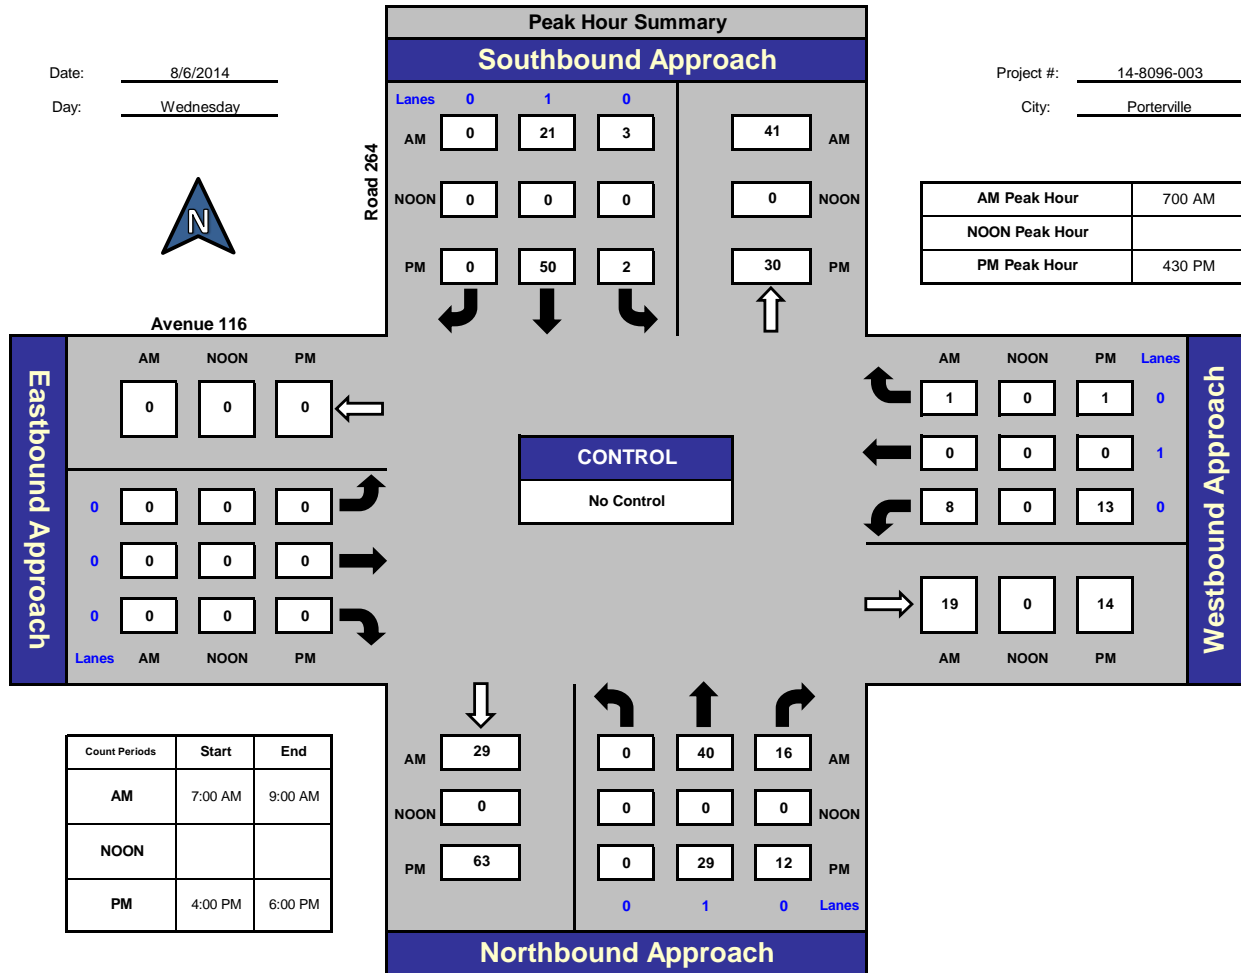 Peak Hour Summary
Southbound Approach
Date: 8/6/2014
Day: Wednesday
Project #: 14-8096-003
City: Porterville
N
Road 264
Lanes 0 1 0
AM 0 21 3 41 AM
NOON 0 0 0 0 NOON
PM 0 50 2 30 PM
AM Peak Hour 700 AM
NOON Peak Hour
PM Peak Hour 430 PM
Avenue 116
Eastbound Approach
AM NOON PM
0 0 0
0 0 0 0
0 0 0 0
0 0 0 0
Lanes AM NOON PM
CONTROL
No Control
AM NOON PM Lanes
1 0 1 0
0 0 0 1
8 0 13 0
19 0 14
AM NOON PM
Westbound Approach
Count Periods Start End
AM 7:00 AM 9:00 AM
NOON
PM 4:00 PM 6:00 PM
AM 29 0 40 16 AM
NOON 0 0 0 0 NOON
PM 63 0 29 12 PM
0 1 0 Lanes
Northbound Approach